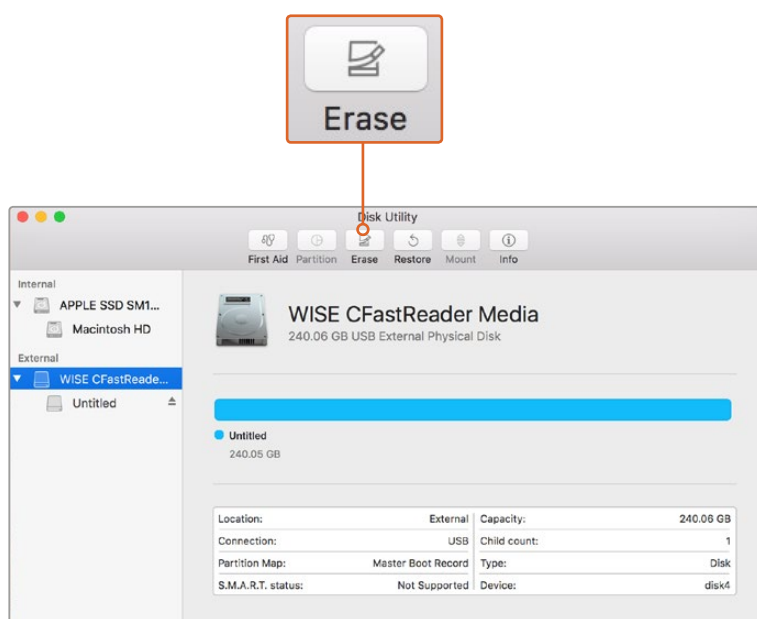 Erase
Disk Utility
First Aid Partition Erase Restore Mount Info
Internal
APPLE SSD SM1...
Macintosh HD
External
WISE CFastReade...
Untitled
WISE CFastReader Media
240.06 GB USB External Physical Disk
Untitled
240.05 GB
Location: External Capacity: 240.06 GB
Connection: USB Child count: 1
Partition Map: Master Boot Record Type: Disk
S.M.A.R.T. status: Not Supported Device: disk4